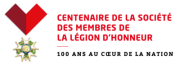 CENTENAIRE DE LA SOCIÉTÉ
DES MEMBRES DE
LA LÉGION D'HONNEUR
100 ANS AU CŒUR DE LA NATION